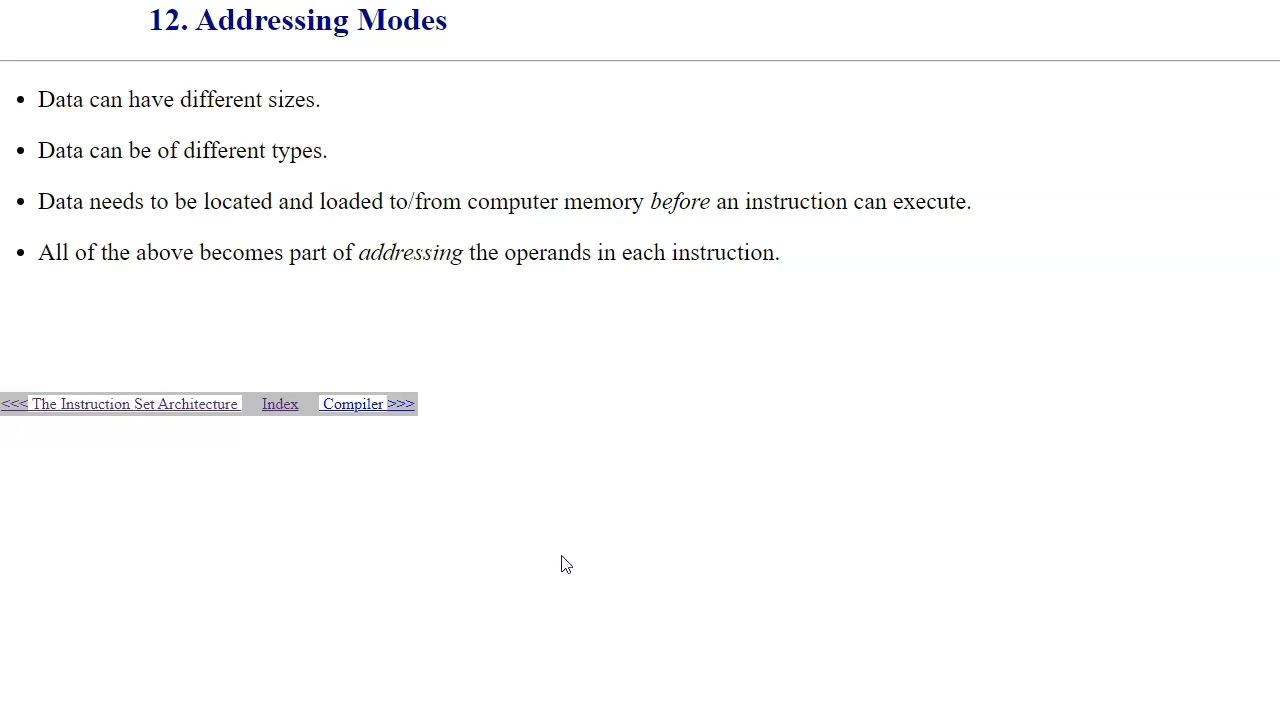 12. Addressing Modes
• Data can have different sizes.
• Data can be of different types.
• Data needs to be located and loaded to/from computer memory before an instruction can execute.
• All of the above becomes part of addressing the operands in each instruction.
<<< The Instruction Set Architecture Index Compiler >>>